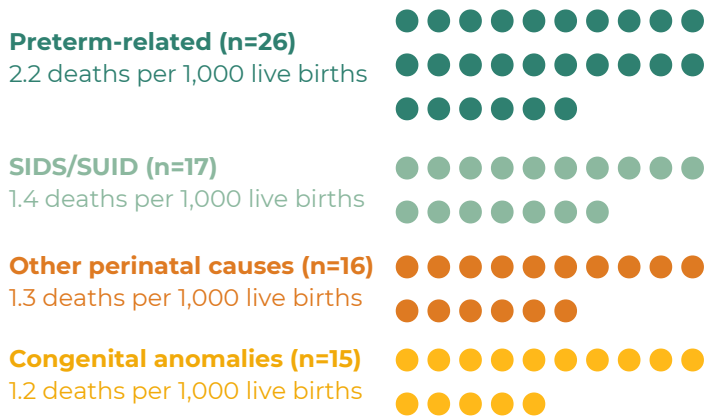 Preterm-related (n=26)
2.2 deaths per 1,000 live births
SIDS/SUID (n=17)
1.4 deaths per 1,000 live births
Other perinatal causes (n=16)
1.3 deaths per 1,000 live births
Congenital anomalies (n=15)
1.2 deaths per 1,000 live births